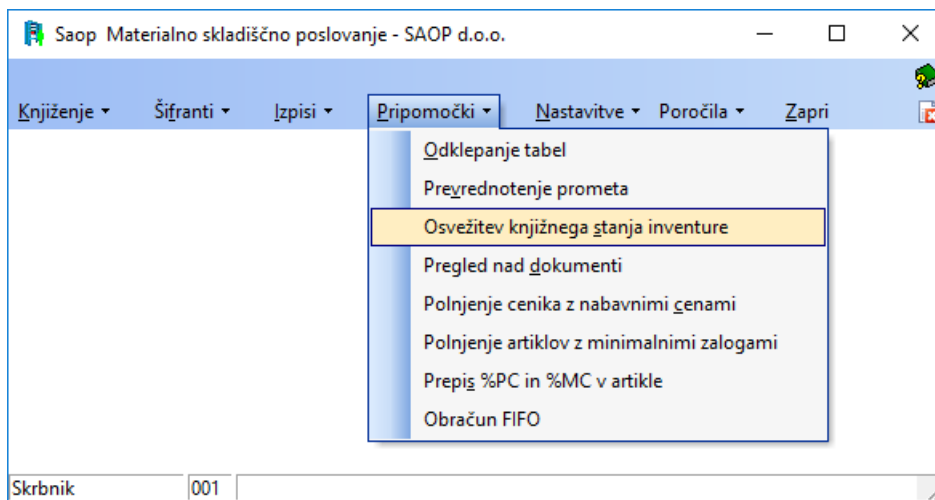 Saop Materialno skladiščno poslovanje - SAOP d.o.o.
Knjiženje Šifranti Izpisi Pripomočki Nastavitve Poročila Zapri
Odklepanje tabel
Prevrednotenje prometa
Osvežitev knjižnega stanja inventure
Pregled nad dokumenti
Polnjenje cenika z nabavnimi cenami
Polnjenje artiklov z minimalnimi zalogami
Prepis %PC in %MC v artikle
Obračun FIFO
Skrbnik 001